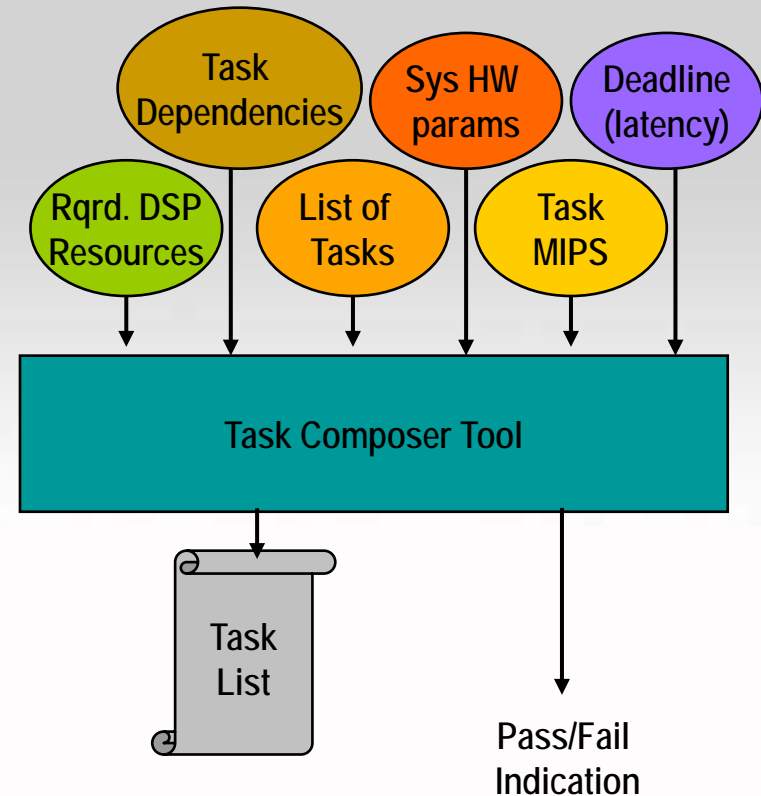 Task
Dependencies
Sys HW
params
Deadline
(latency)
Rqrd. DSP
Resources
List of
Tasks
Task
MIPS
Task Composer Tool
Task
List
Pass/Fail
Indication